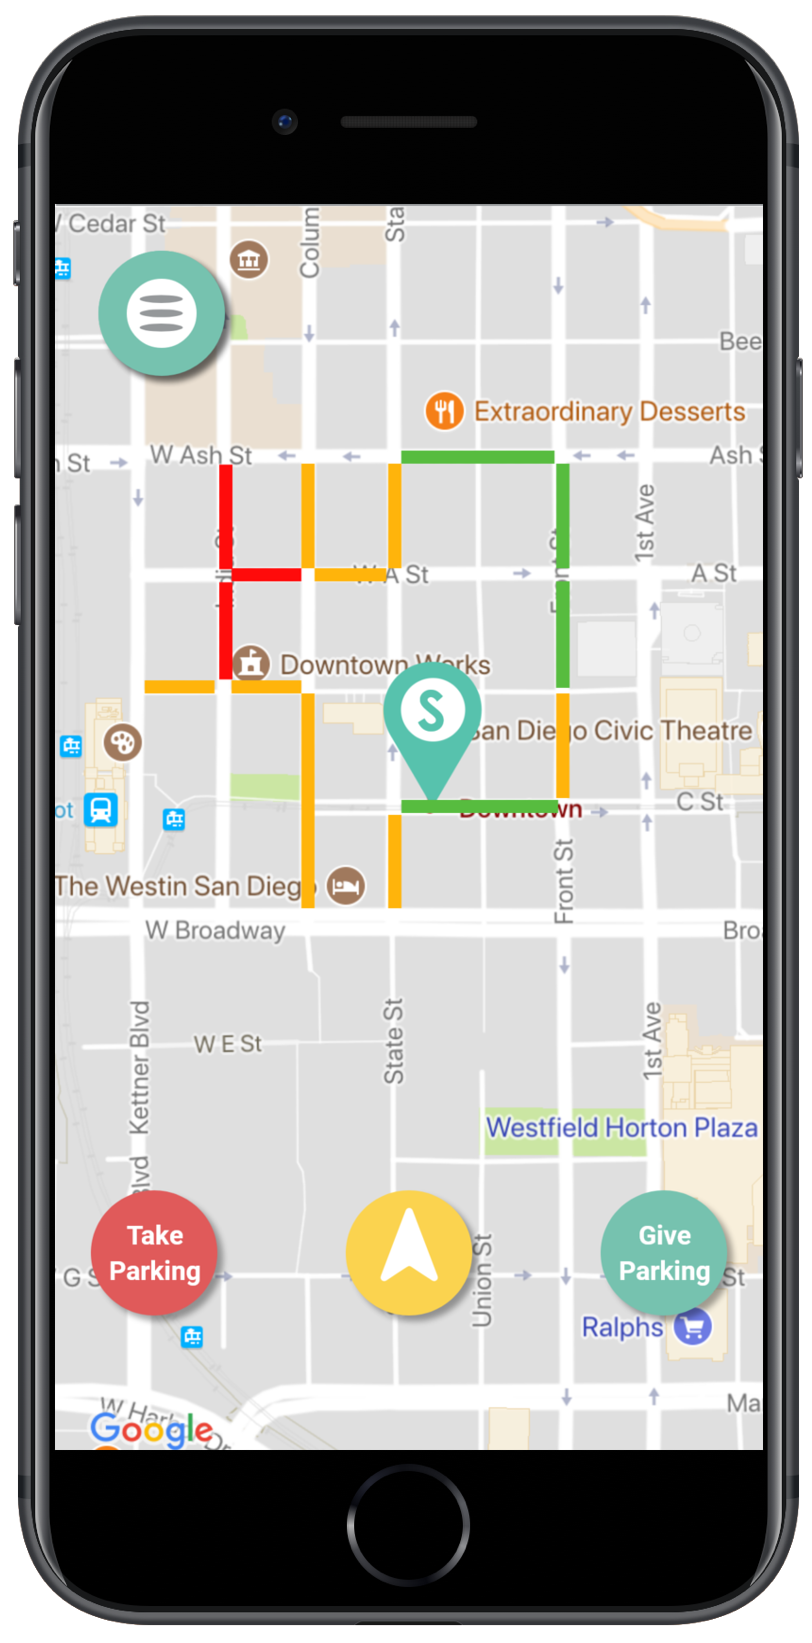 Cedar St
Colum
Sta
Bee
Extraordinary Desserts
St
W Ash St
Ash
1st Ave
W A St
A St
Downtown Works
S
San Diego Civic Theatre
ot
C St
Downtown
Front St
The Westin San Diego
W Broadway
Bro
Kettner Blvd
State St
1st Ave
W E St
Westfield Horton Plaza
Blvd
Take
Parking
Give
Parking
G S
St
Union St
Ralphs
Ma
W Har
Dr
Google